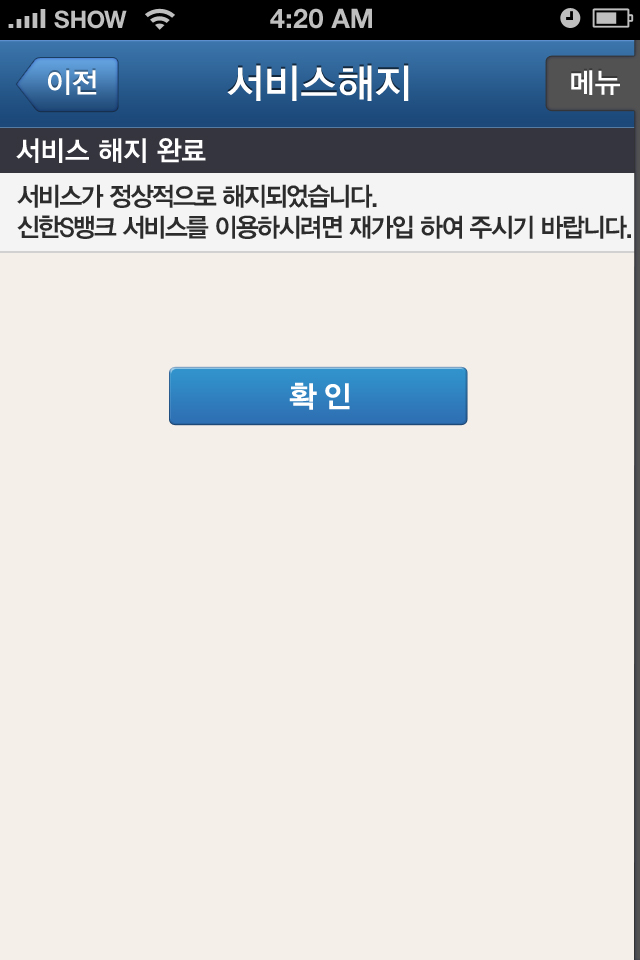 SHOW 4:20 AM
이전 서비스해지 메뉴
서비스 해지 완료
서비스가 정상적으로 해지되었습니다.
신한S뱅크 서비스를 이용하시려면 재가입 하여 주시기 바랍니다.
확 인